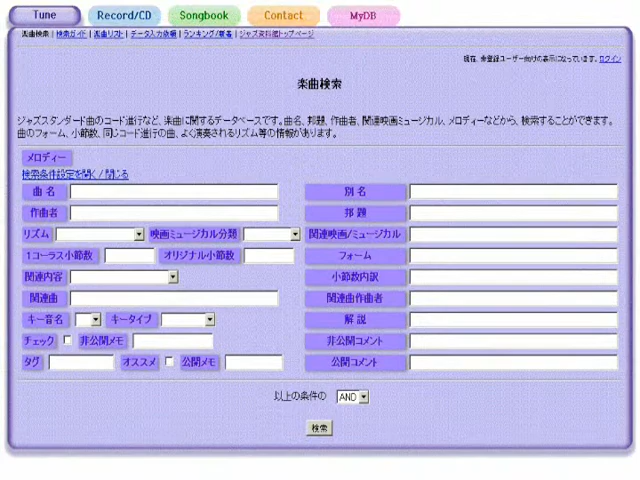 Tune Record/CD Songbook Contact MyDB
楽曲検索 | 検索ガイド | 楽曲リスト | データ入力依頼 | ランキング/新着 | ジャズ資料館トップページ
現在、未登録ユーザー向けの表示になっています。ログイン
楽曲検索
ジャズスタンダード曲のコード進行など、楽曲に関するデータベースです。曲名、邦題、作曲者、関連映画ミュージカル、メロディーなどから、検索することができます。
曲のフォーム、小節数、同じコード進行の曲、よく演奏されるリズム等の情報があります。
メロディー
検索条件設定を開く / 閉じる
曲 名 別 名
作曲者 邦 題
リズム 映画ミュージカル分類 関連映画/ミュージカル
1コーラス小節数 オリジナル小節数 フォーム
関連内容 小節数内訳
関連曲 関連曲作曲者
キー音名 キータイプ 解 説
チェック 非公開メモ 非公開コメント
タグ オススメ 公開メモ 公開コメント
以上の条件の AND
検索